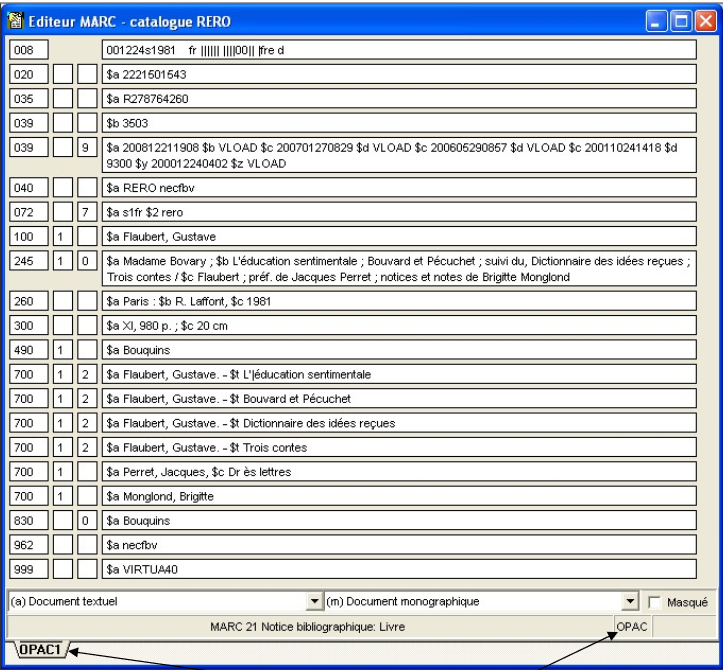 Editeur MARC - catalogue RERO
008 001224s1981 fr |||||| ||||00|| |fre d
020 $a 2221501543
035 $a R278764260
039 $b 3503
039 9 $a 200812211908 $b VLOAD $c 200701270829 $d VLOAD $c 200605290857 $d VLOAD $c 200110241418 $d
9300 $y 200012240402 $z VLOAD
040 $a RERO necfbv
072 7 $a s1fr $2 rero
100 1 $a Flaubert, Gustave
245 1 0 $a Madame Bovary ; $b L'éducation sentimentale ; Bouvard et Pécuchet ; suivi du, Dictionnaire des idées reçues ;
Trois contes / $c Flaubert ; préf. de Jacques Perret ; notices et notes de Brigitte Monglond
260 $a Paris : $b R. Laffont, $c 1981
300 $a XI, 980 p. ; $c 20 cm
490 1 $a Bouquins
700 1 2 $a Flaubert, Gustave. - $t L'|éducation sentimentale
700 1 2 $a Flaubert, Gustave. - $t Bouvard et Pécuchet
700 1 2 $a Flaubert, Gustave. - $t Dictionnaire des idées reçues
700 1 2 $a Flaubert, Gustave. - $t Trois contes
700 1 $a Perret, Jacques, $c Dr ès lettres
700 1 $a Monglond, Brigitte
830 0 $a Bouquins
962 $a necfbv
999 $a VIRTUA40
(a) Document textuel (m) Document monographique Masqué
MARC 21 Notice bibliographique: Livre OPAC
OPAC1